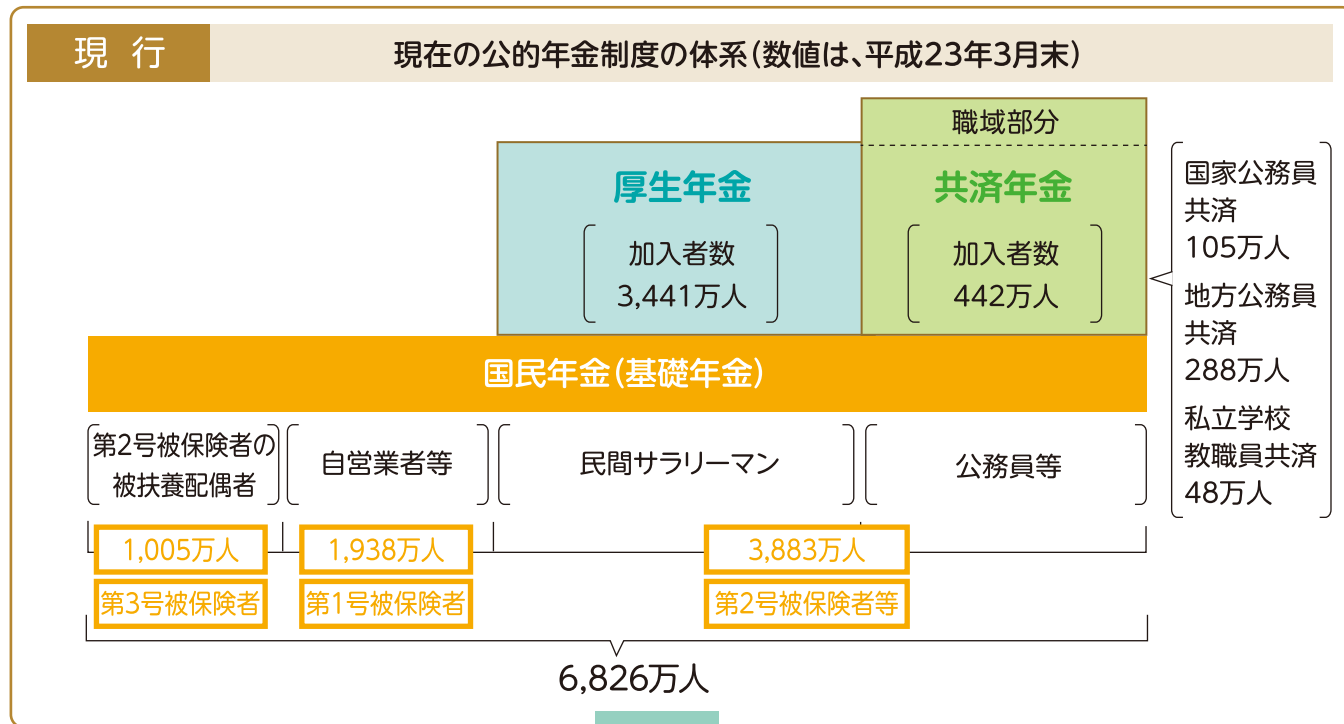 現 行
現在の公的年金制度の体系(数値は、平成23年3月末)
職域部分
厚生年金
加入者数
3,441万人
共済年金
加入者数
442万人
国家公務員
共済
105万人
地方公務員
共済
288万人
私立学校
教職員共済
48万人
国民年金(基礎年金)
第2号被保険者の
被扶養配偶者
自営業者等
民間サラリーマン
公務員等
1,005万人
1,938万人
3,883万人
第3号被保険者
第1号被保険者
第2号被保険者等
6,826万人